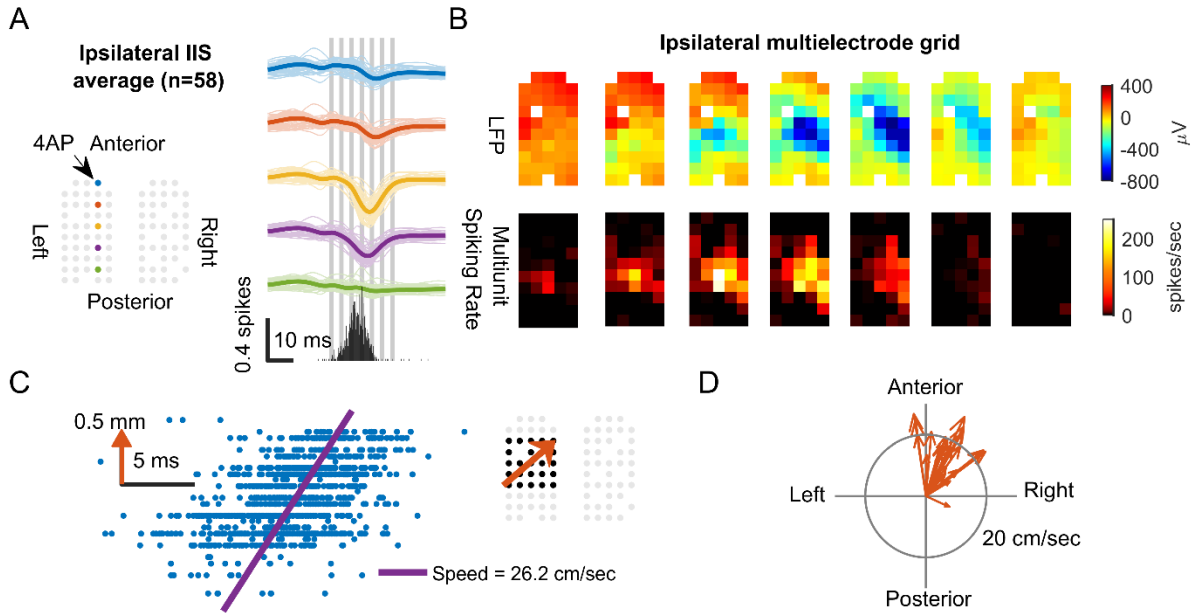 A
Ipsilateral IIS
average (n=58)
4AP
Anterior
Left
Right
Posterior
0.4 spikes
10 ms
B
Ipsilateral multielectrode grid
LFP
400
0
-400
-800
μV
Multiunit
Spiking Rate
200
100
0
spikes/sec
C
0.5 mm
5 ms
Speed = 26.2 cm/sec
D
Anterior
Left
Right
20 cm/sec
Posterior